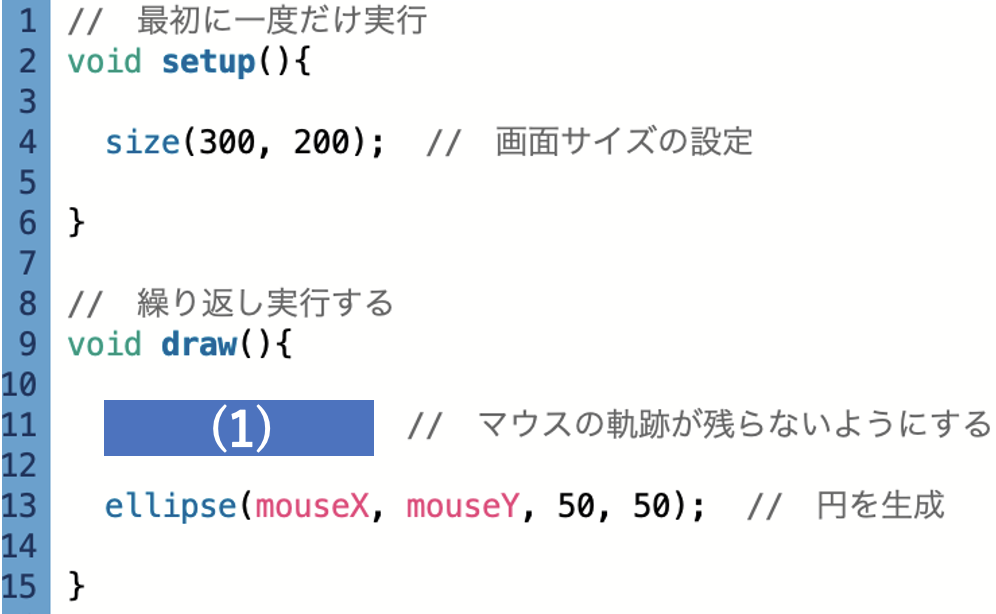 1 //　最初に一度だけ実行
2 void setup(){
3
4 size(300, 200);  //　画面サイズの設定
5
6 }
7
8 //　繰り返し実行する
9 void draw(){
10
11 (1)  //　マウスの軌跡が残らないようにする
12
13 ellipse(mouseX, mouseY, 50, 50);  //　円を生成
14
15 }